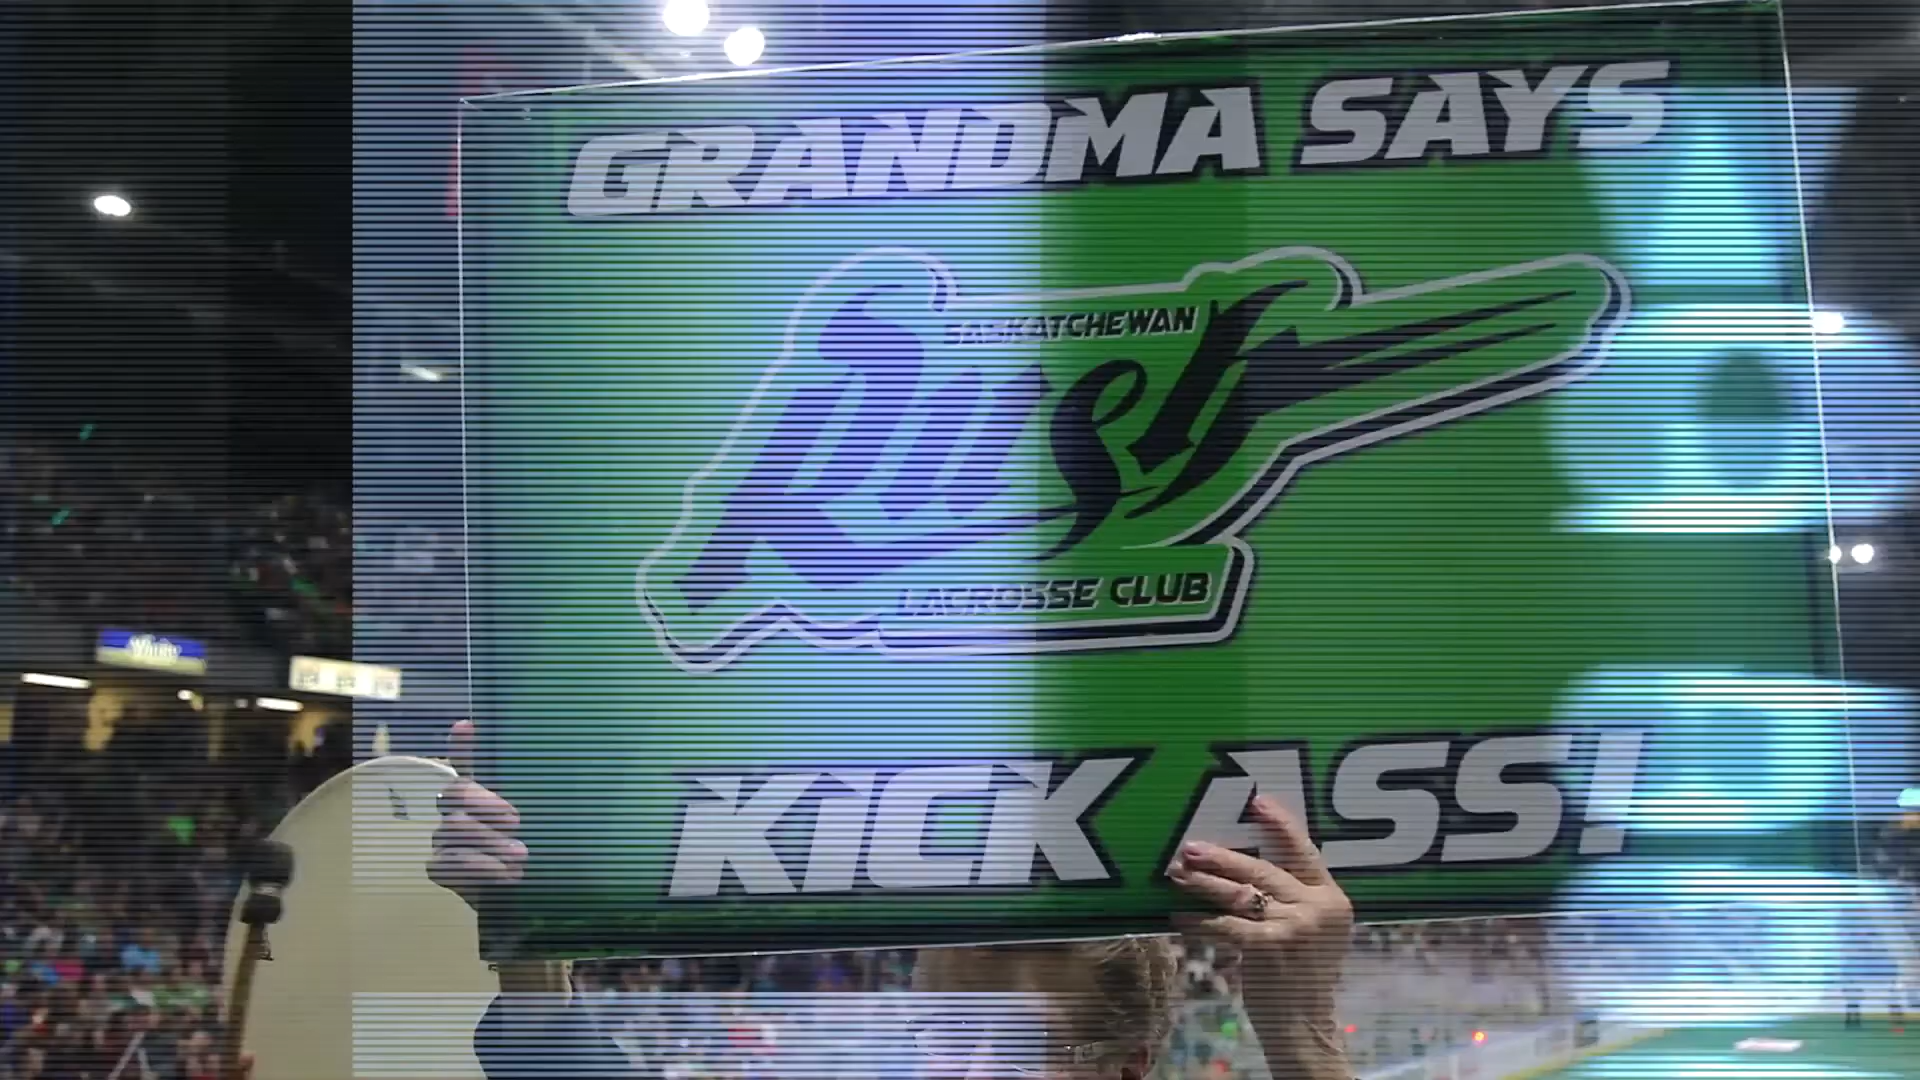 GRANDMA SAYS
SASKATCHEWAN
Rush
LACROSSE CLUB
KICK ASS!